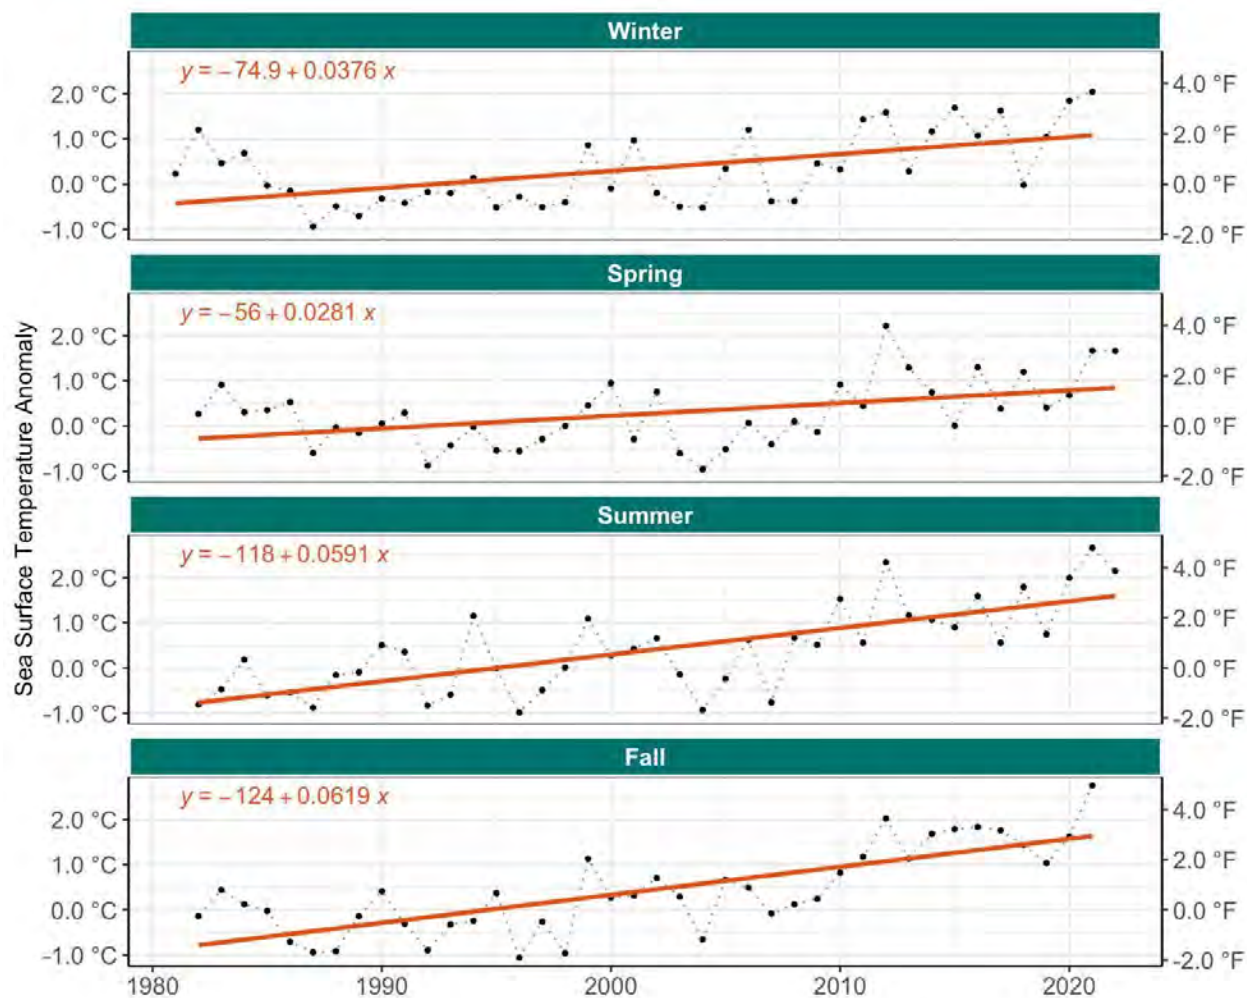 Winter
y = −74.9 + 0.0376 x
2.0 °C
1.0 °C
0.0 °C
-1.0 °C
4.0 °F
2.0 °F
0.0 °F
-2.0 °F
Spring
y = −56 + 0.0281 x
2.0 °C
1.0 °C
0.0 °C
-1.0 °C
4.0 °F
2.0 °F
0.0 °F
-2.0 °F
Sea Surface Temperature Anomaly
Summer
y = −118 + 0.0591 x
2.0 °C
1.0 °C
0.0 °C
-1.0 °C
4.0 °F
2.0 °F
0.0 °F
-2.0 °F
Fall
y = −124 + 0.0619 x
2.0 °C
1.0 °C
0.0 °C
-1.0 °C
4.0 °F
2.0 °F
0.0 °F
-2.0 °F
1980 1990 2000 2010 2020